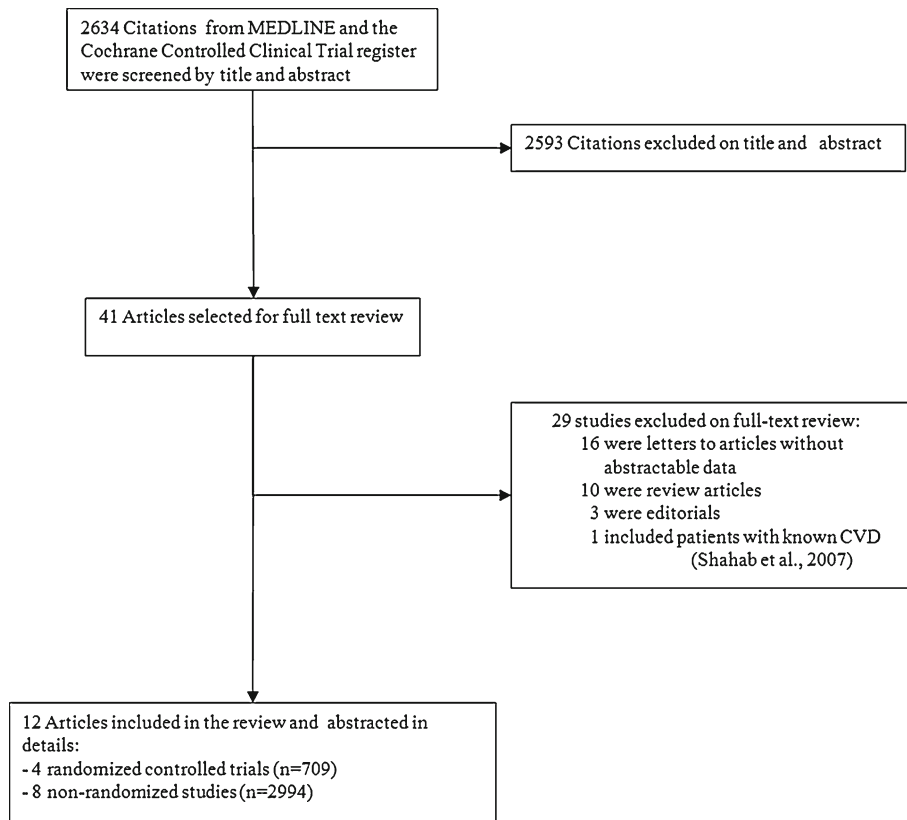 2634 Citations from MEDLINE and the
Cochrane Controlled Clinical Trial register
were screened by title and abstract
2593 Citations excluded on title and abstract
41 Articles selected for full text review
29 studies excluded on full-text review:
16 were letters to articles without
abstractable data
10 were review articles
3 were editorials
1 included patients with known CVD
(Shahab et al., 2007)
12 Articles included in the review and abstracted in
details:
- 4 randomized controlled trials (n=709)
- 8 non-randomized studies (n=2994)